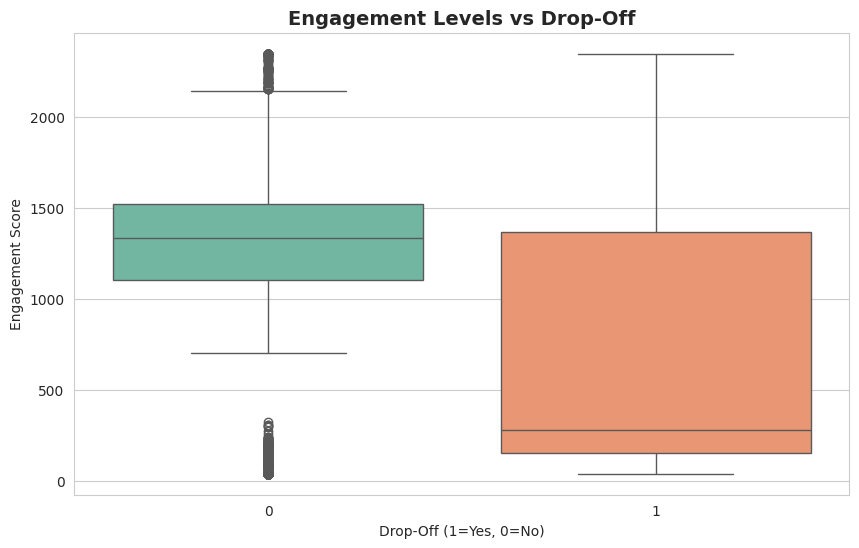 Engagement Levels vs Drop-Off
Engagement Score
2000
1500
1000
500
0
0
1
Drop-Off (1=Yes, 0=No)